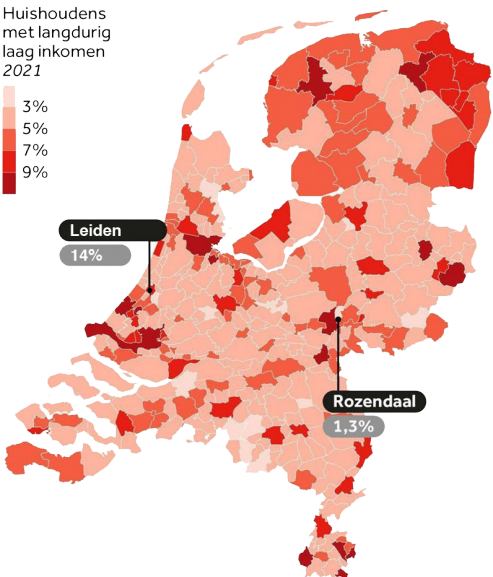 Huishoudens
met langdurig
laag inkomen
2021
3%
5%
7%
9%
Leiden
14%
Rozendaal
1,3%